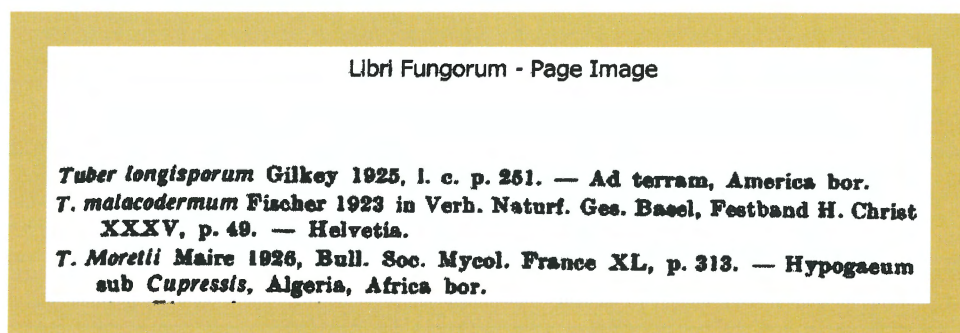 Libri Fungorum - Page Image
Tuber longisporum Gilkey 1925, l. c. p. 251. — Ad terram, America bor.
T. malacodermum Fischer 1923 in Verh. Naturf. Ges. Basel, Festband H. Christ
XXXV, p. 49. — Helvetia.
T. Moretii Maire 1926, Bull. Soc. Mycol. France XL, p. 313. — Hypogaeum
sub Cupressis, Algeria, Africa bor.